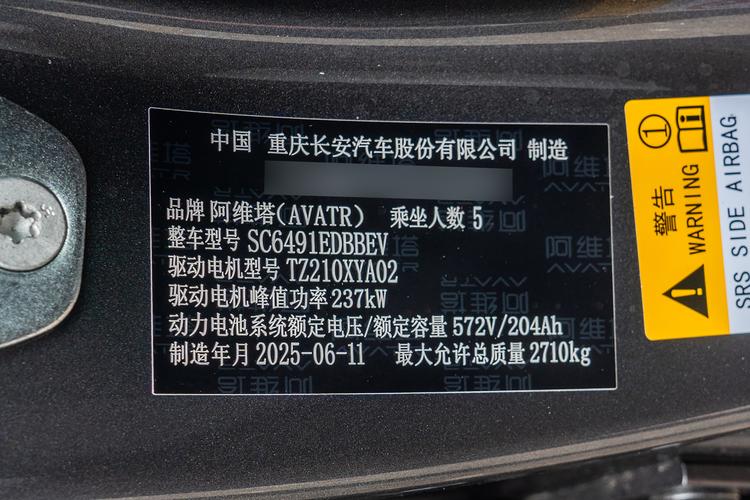 中国 重庆长安汽车股份有限公司 制造
品牌 阿维塔(AVATR) 乘坐人数 5
整车型号 SC6491EDBBEV
驱动电机型号 TZ210XYA02
驱动电机峰值功率 237kW
动力电池系统额定电压/额定容量 572V/204Ah
制造年月 2025-06-11 最大允许总质量 2710kg
警告
WARNING
SRS SIDE AIRBAG